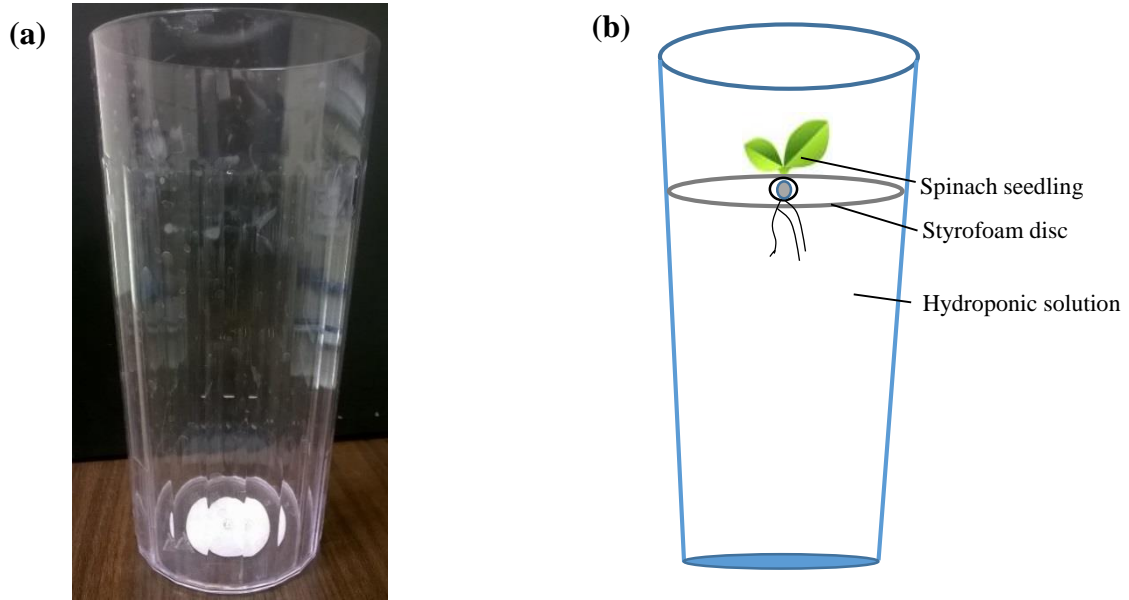 (a)
(b)
Spinach seedling
Styrofoam disc
Hydroponic solution